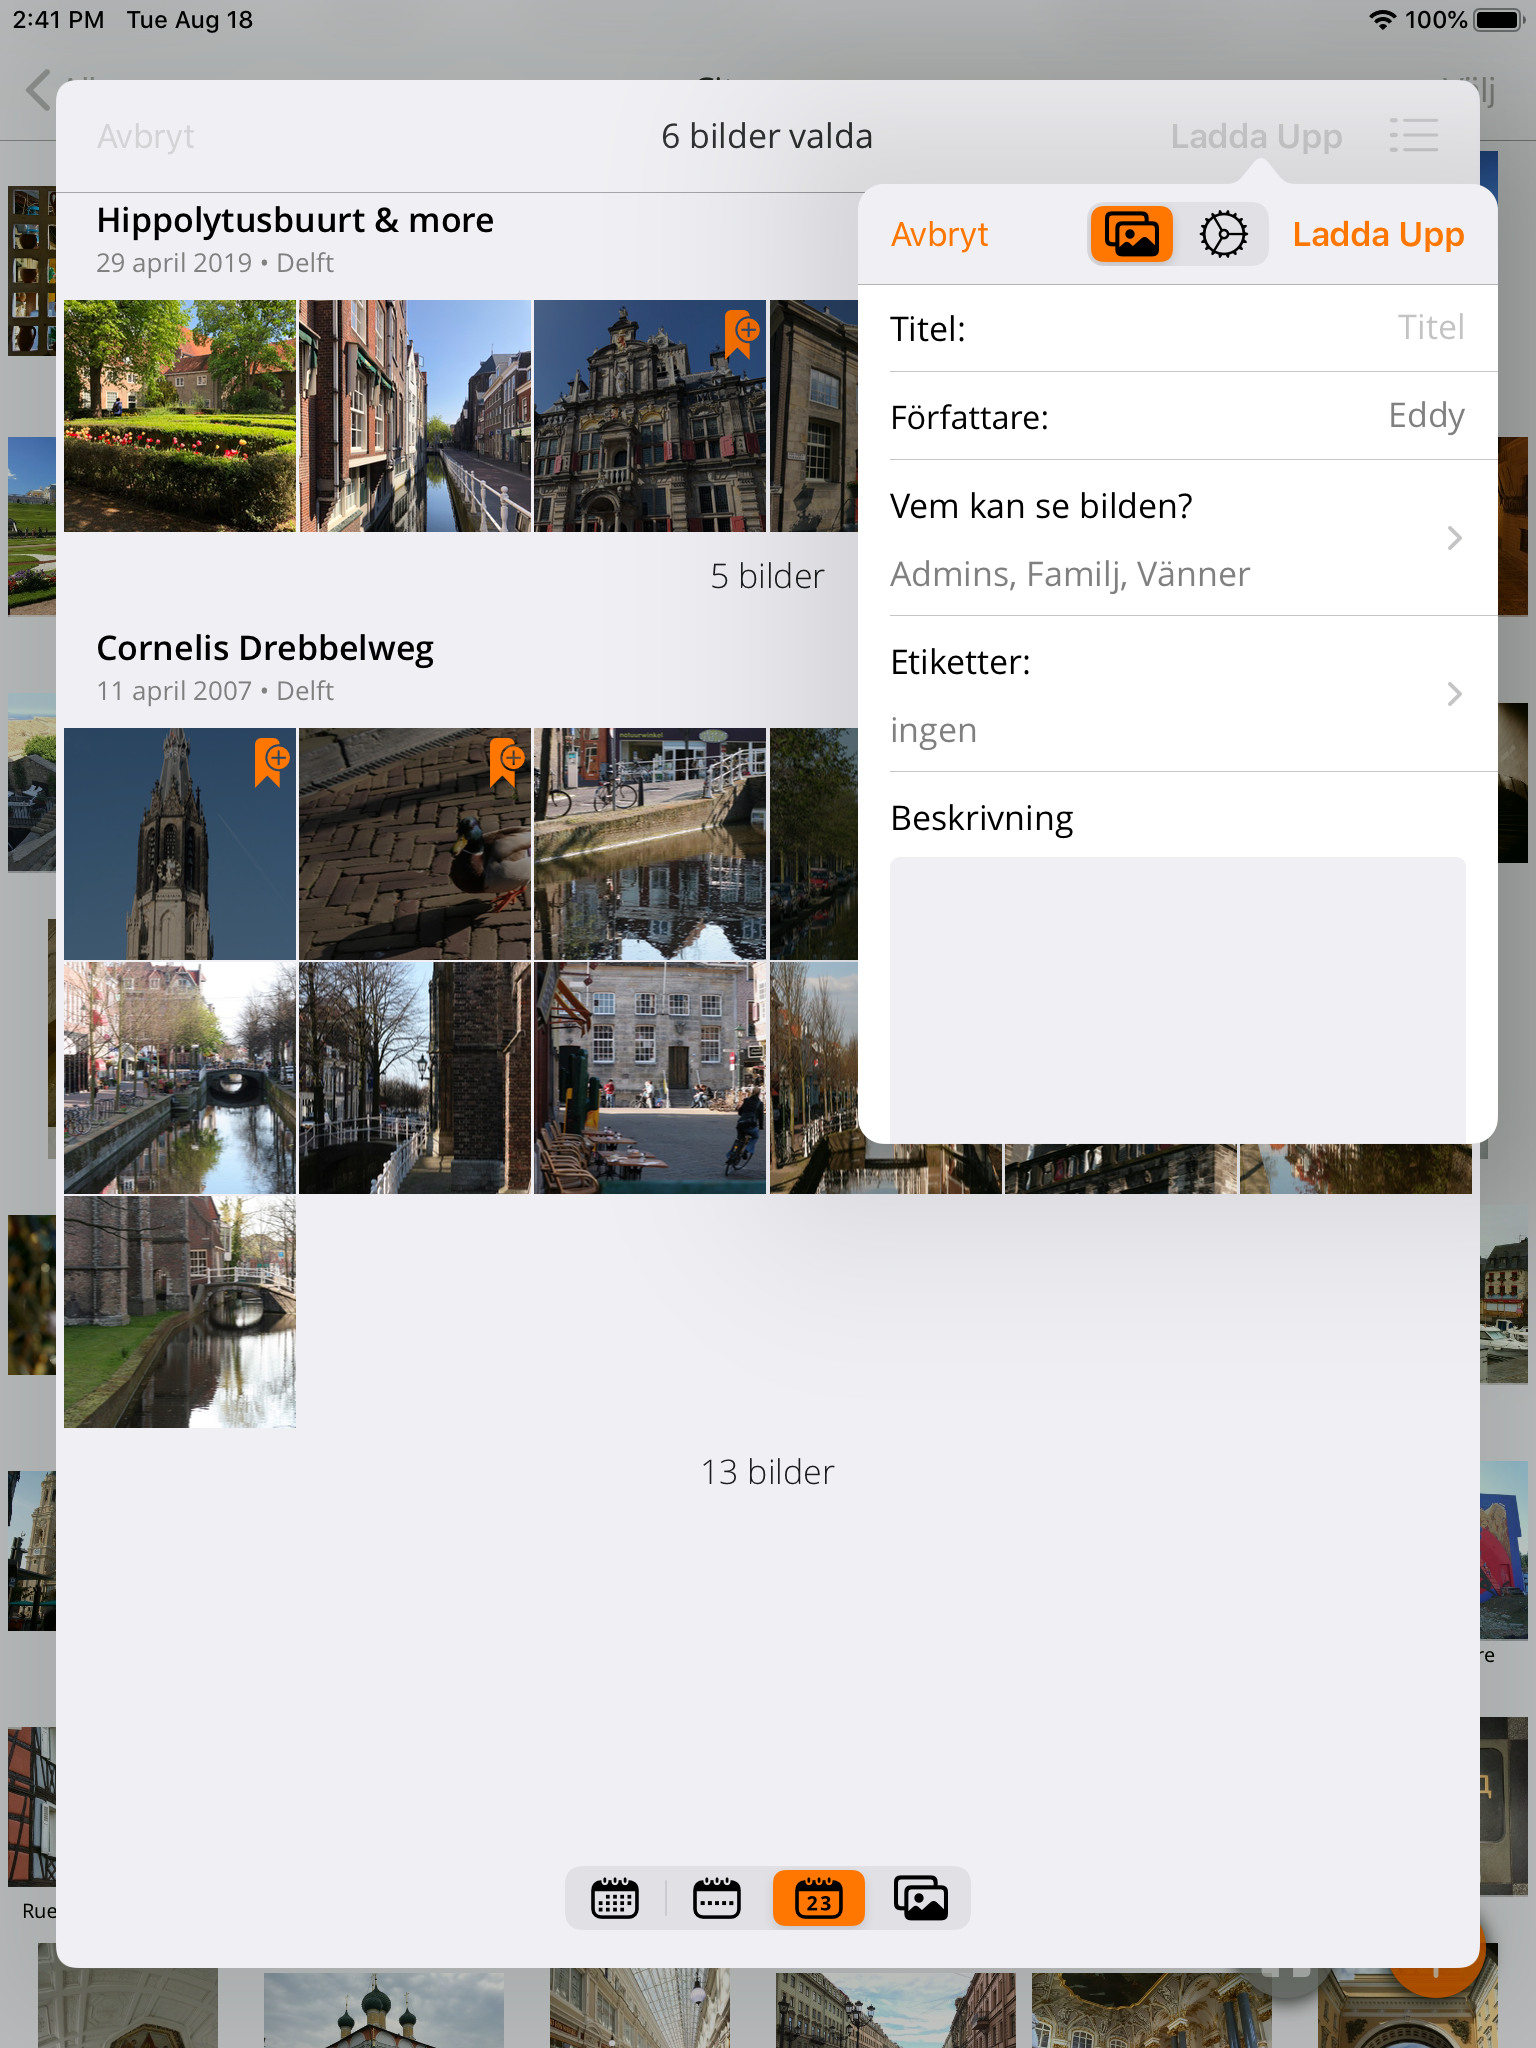 2:41 PM Tue Aug 18
100%
Avbryt
6 bilder valda
Ladda Upp
Hippolytusbuurt & more
29 april 2019 • Delft
Avbryt
Ladda Upp
Titel:
Titel
Författare:
Eddy
Vem kan se bilden?
Admins, Familj, Vänner
Etiketter:
ingen
Beskrivning
5 bilder
Cornelis Drebbelweg
11 april 2007 • Delft
natuurwinkel
13 bilder
Rue
23